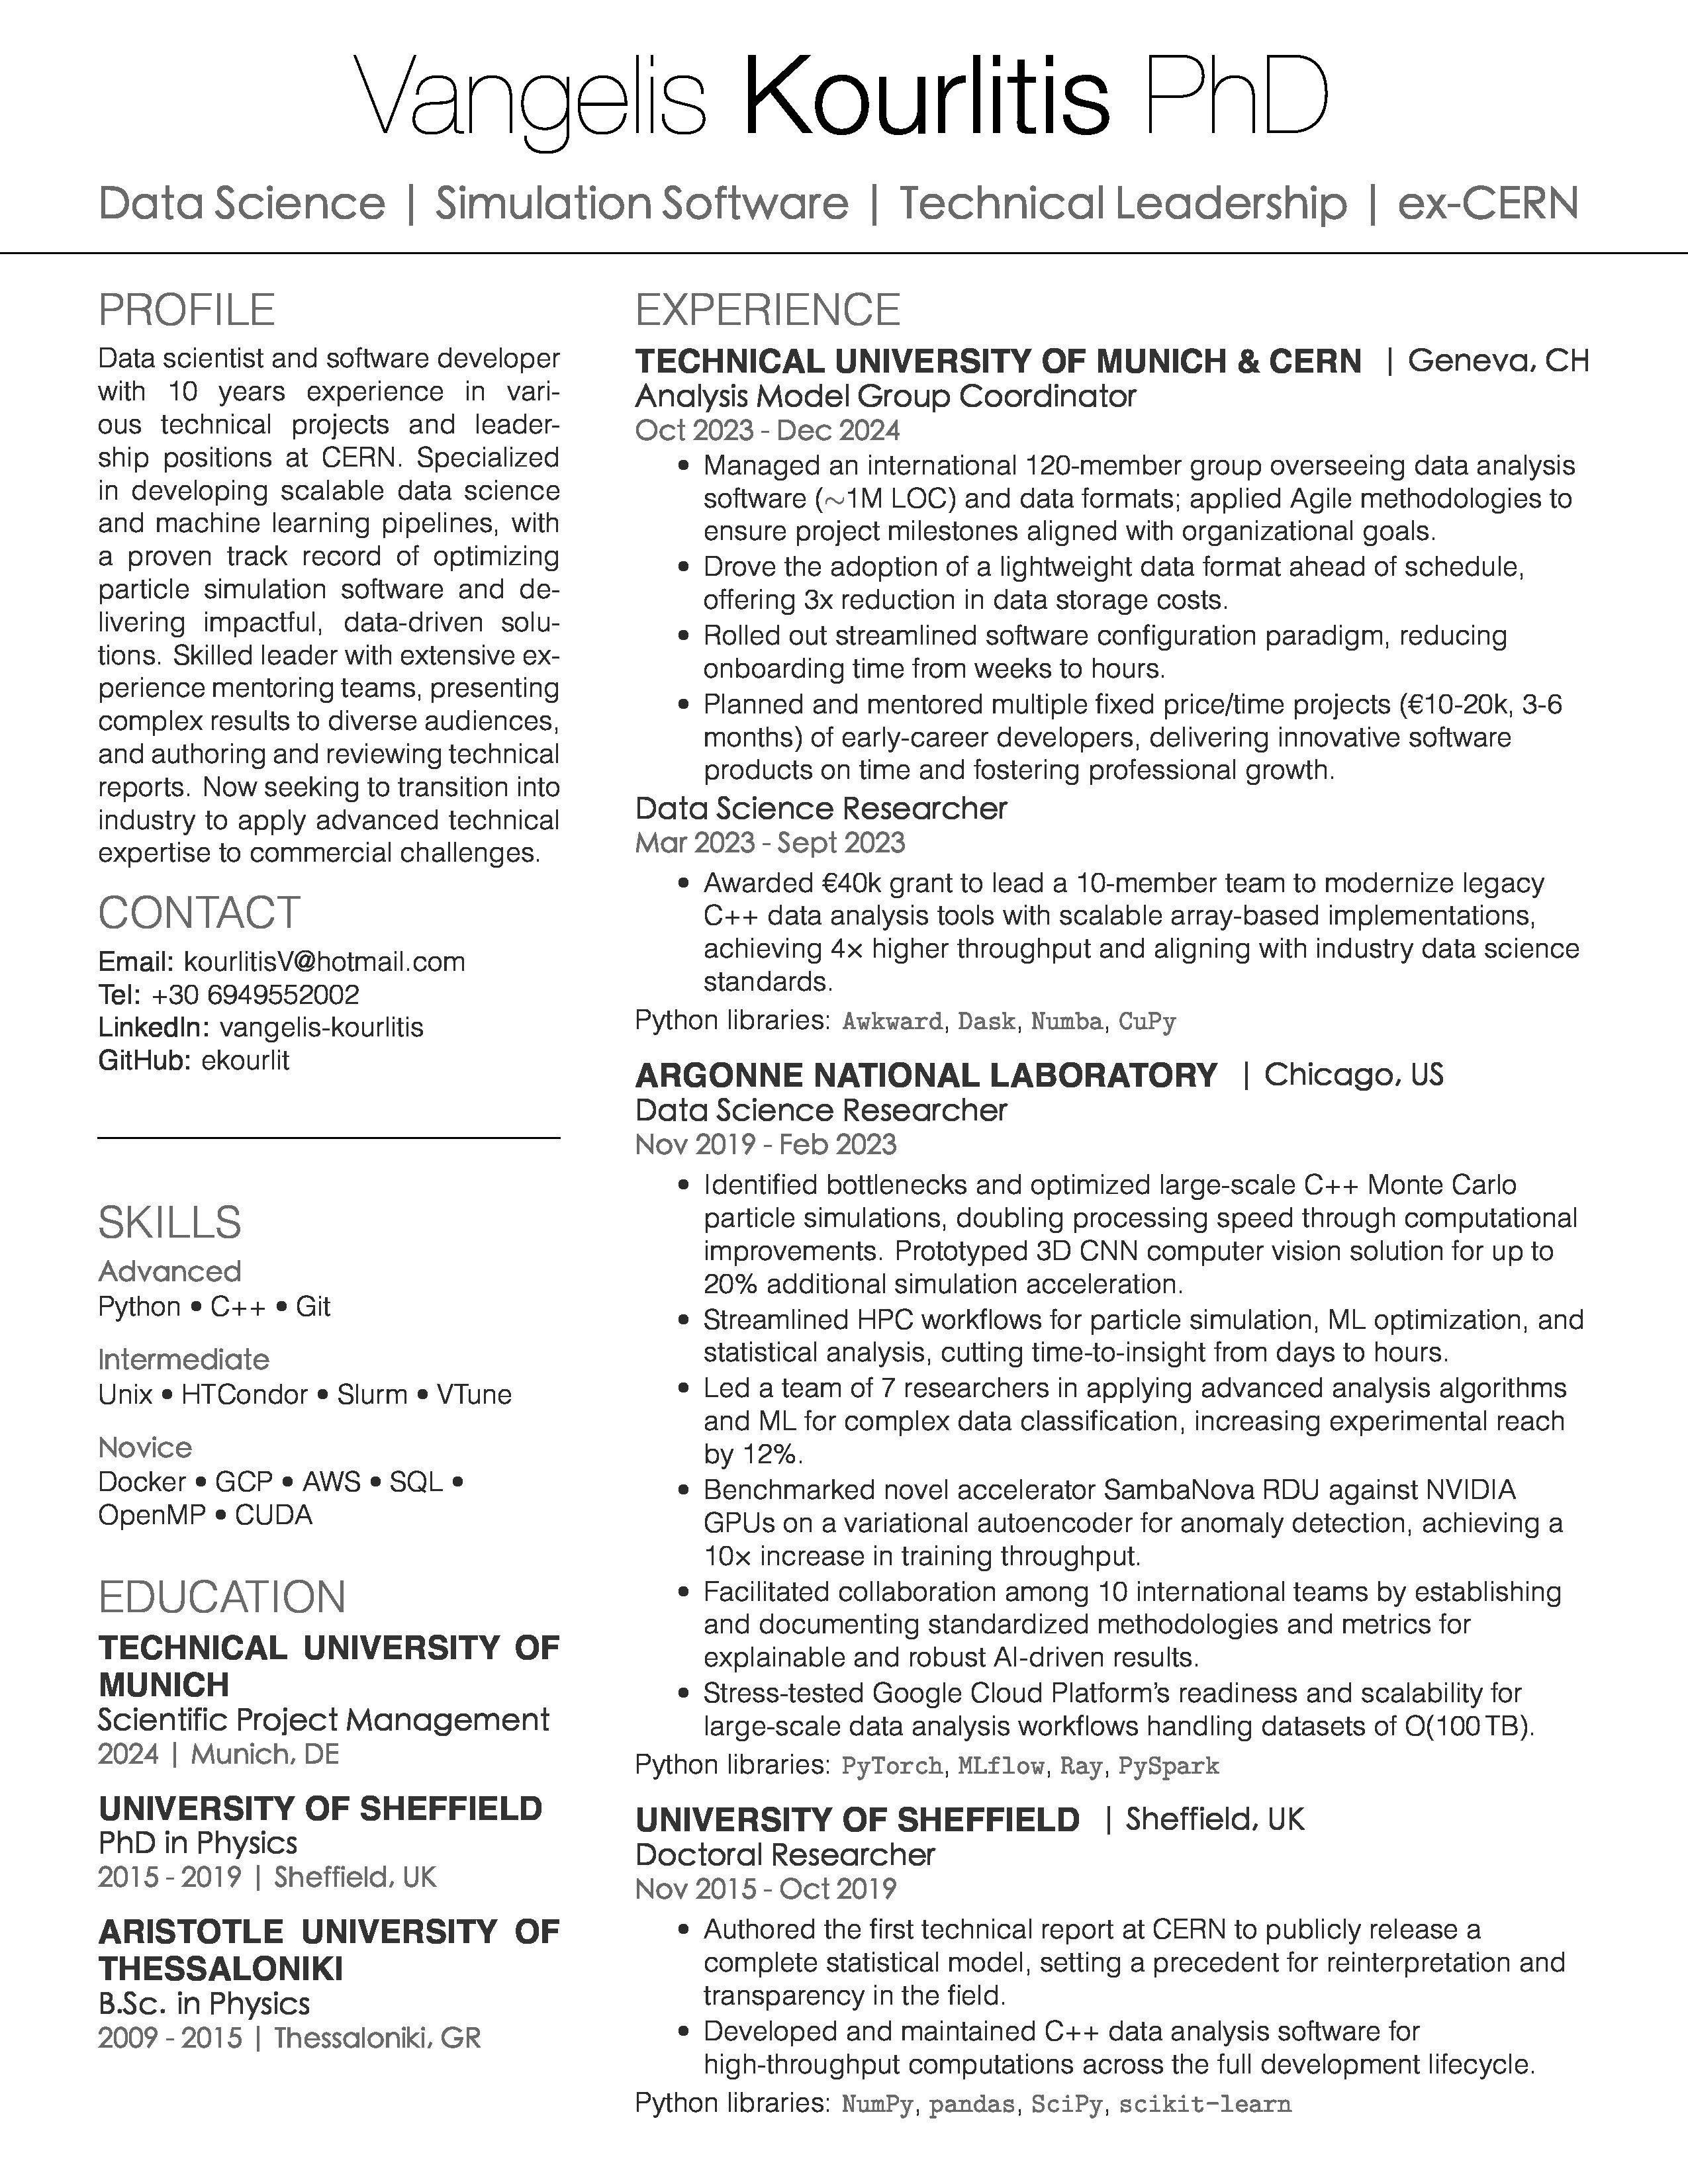 Vangelis Kourlitis PhD
Data Science | Simulation Software | Technical Leadership | ex-CERN
PROFILE
Data scientist and software developer
with 10 years experience in vari-
ous technical projects and leader-
ship positions at CERN. Specialized
in developing scalable data science
and machine learning pipelines, with
a proven track record of optimizing
particle simulation software and de-
livering impactful, data-driven solu-
tions. Skilled leader with extensive ex-
perience mentoring teams, presenting
complex results to diverse audiences,
and authoring and reviewing technical
reports. Now seeking to transition into
industry to apply advanced technical
expertise to commercial challenges.
CONTACT
Email: kourlitisV@hotmail.com
Tel: +30 6949552002
LinkedIn: vangelis-kourlitis
GitHub: ekourlit
SKILLS
Advanced
Python • C++ • Git
Intermediate
Unix • HTCondor • Slurm • VTune
Novice
Docker • GCP • AWS • SQL •
OpenMP • CUDA
EDUCATION
TECHNICAL UNIVERSITY OF
MUNICH
Scientific Project Management
2024 | Munich, DE
UNIVERSITY OF SHEFFIELD
PhD in Physics
2015 - 2019 | Sheffield, UK
ARISTOTLE UNIVERSITY OF
THESSALONIKI
B.Sc. in Physics
2009 - 2015 | Thessaloniki, GR
EXPERIENCE
TECHNICAL UNIVERSITY OF MUNICH & CERN | Geneva, CH
Analysis Model Group Coordinator
Oct 2023 - Dec 2024
• Managed an international 120-member group overseeing data analysis
software (~1M LOC) and data formats; applied Agile methodologies to
ensure project milestones aligned with organizational goals.
• Drove the adoption of a lightweight data format ahead of schedule,
offering 3x reduction in data storage costs.
• Rolled out streamlined software configuration paradigm, reducing
onboarding time from weeks to hours.
• Planned and mentored multiple fixed price/time projects (€10-20k, 3-6
months) of early-career developers, delivering innovative software
products on time and fostering professional growth.
Data Science Researcher
Mar 2023 - Sept 2023
• Awarded €40k grant to lead a 10-member team to modernize legacy
C++ data analysis tools with scalable array-based implementations,
achieving 4× higher throughput and aligning with industry data science
standards.
Python libraries: Awkward, Dask, Numba, CuPy
ARGONNE NATIONAL LABORATORY | Chicago, US
Data Science Researcher
Nov 2019 - Feb 2023
• Identified bottlenecks and optimized large-scale C++ Monte Carlo
particle simulations, doubling processing speed through computational
improvements. Prototyped 3D CNN computer vision solution for up to
20% additional simulation acceleration.
• Streamlined HPC workflows for particle simulation, ML optimization, and
statistical analysis, cutting time-to-insight from days to hours.
• Led a team of 7 researchers in applying advanced analysis algorithms
and ML for complex data classification, increasing experimental reach
by 12%.
• Benchmarked novel accelerator SambaNova RDU against NVIDIA
GPUs on a variational autoencoder for anomaly detection, achieving a
10× increase in training throughput.
• Facilitated collaboration among 10 international teams by establishing
and documenting standardized methodologies and metrics for
explainable and robust AI-driven results.
• Stress-tested Google Cloud Platform's readiness and scalability for
large-scale data analysis workflows handling datasets of O(100 TB).
Python libraries: PyTorch, MLflow, Ray, PySpark
UNIVERSITY OF SHEFFIELD | Sheffield, UK
Doctoral Researcher
Nov 2015 - Oct 2019
• Authored the first technical report at CERN to publicly release a
complete statistical model, setting a precedent for reinterpretation and
transparency in the field.
• Developed and maintained C++ data analysis software for
high-throughput computations across the full development lifecycle.
Python libraries: NumPy, pandas, SciPy, scikit-learn